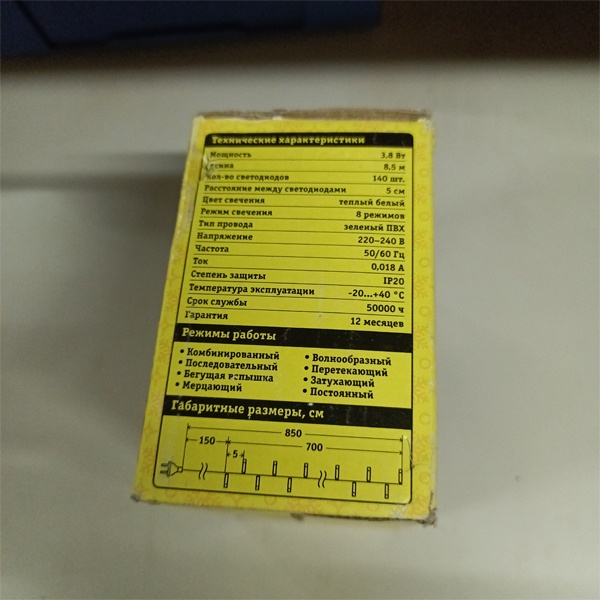 Технические характеристики
Мощность 3,8 Вт
Длина 8,5 м
Кол-во светодиодов 140 шт.
Расстояние между светодиодами 5 см
Цвет свечения теплый белый
Режим свечения 8 режимов
Тип провода зеленый ПВХ
Напряжение 220–240 В
Частота 50/60 Гц
Ток 0,018 А
Степень защиты IP20
Температура эксплуатации -20...+40 °C
Срок службы 50000 ч
Гарантия 12 месяцев
Режимы работы
• Комбинированный • Волнообразный
• Последовательный • Перетекающий
• Бегущая вспышка • Затухающий
• Мерцающий • Постоянный
Габаритные размеры, см
850
150 700
5